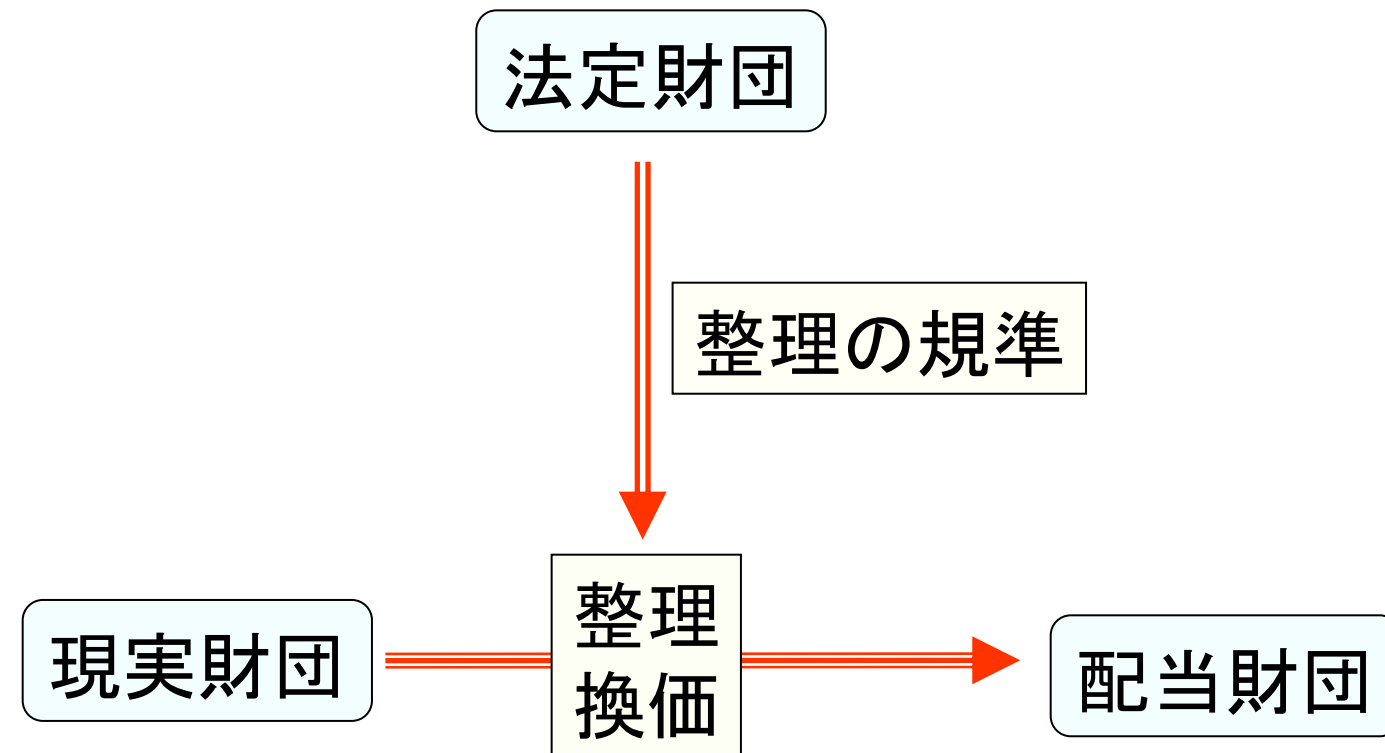 法定財団
整理の規準
現実財団
整理
換価
配当財団